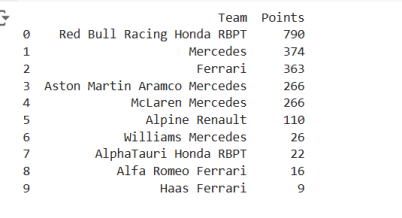 Team Points
0 Red Bull Racing Honda RBPT 790
1 Mercedes 374
2 Ferrari 363
3 Aston Martin Aramco Mercedes 266
4 McLaren Mercedes 266
5 Alpine Renault 110
6 Williams Mercedes 26
7 AlphaTauri Honda RBPT 22
8 Alfa Romeo Ferrari 16
9 Haas Ferrari 9